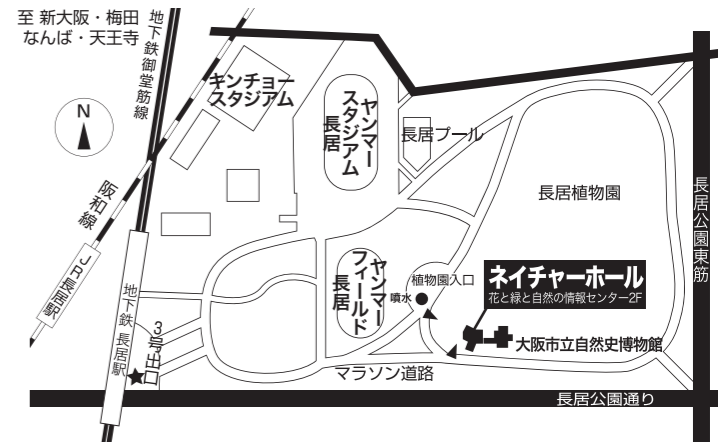 至 新大阪・梅田
なんば・天王寺
地下鉄御堂筋線
N
阪和線
JR長居駅
地下鉄 長居駅
3号出口
キンチョー
スタジアム
ヤンマー
スタジアム
長居
長居プール
長居植物園
長居公園東筋
ヤンマー
フィールド
長居
植物園入口
噴水
ネイチャーホール
花と緑と自然の情報センター2F
大阪市立自然史博物館
マラソン道路
長居公園通り